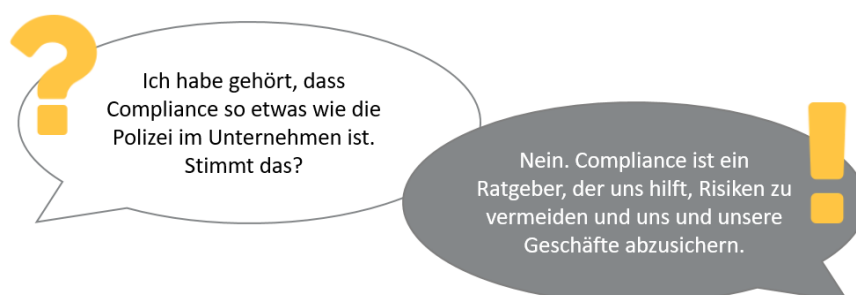 ?
Ich habe gehört, dass
Compliance so etwas wie die
Polizei im Unternehmen ist.
Stimmt das?
!
Nein. Compliance ist ein
Ratgeber, der uns hilft, Risiken zu
vermeiden und uns und unsere
Geschäfte abzusichern.